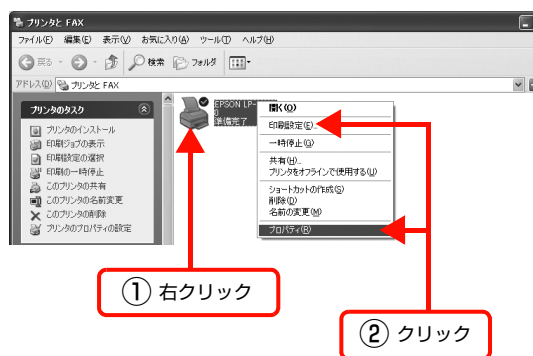 プリンタと FAX
ファイル(F) 編集(E) 表示(V) お気に入り(A) ツール(T) ヘルプ(H)
戻る 検索 フォルダ
アドレス(D) プリンタと FAX
プリンタのタスク
プリンタのインストール
印刷ジョブの表示
印刷設定の選択
印刷の一時停止
このプリンタの共有
このプリンタの名前変更
このプリンタの削除
プリンタのプロパティの設定
EPSON LP-
0
準備完了
開く(O)
印刷設定(E)...
一時停止(G)
共有(H)...
プリンタをオフラインで使用する(U)
ショートカットの作成(S)
削除(D)
名前の変更(M)
プロパティ(R)
① 右クリック
② クリック